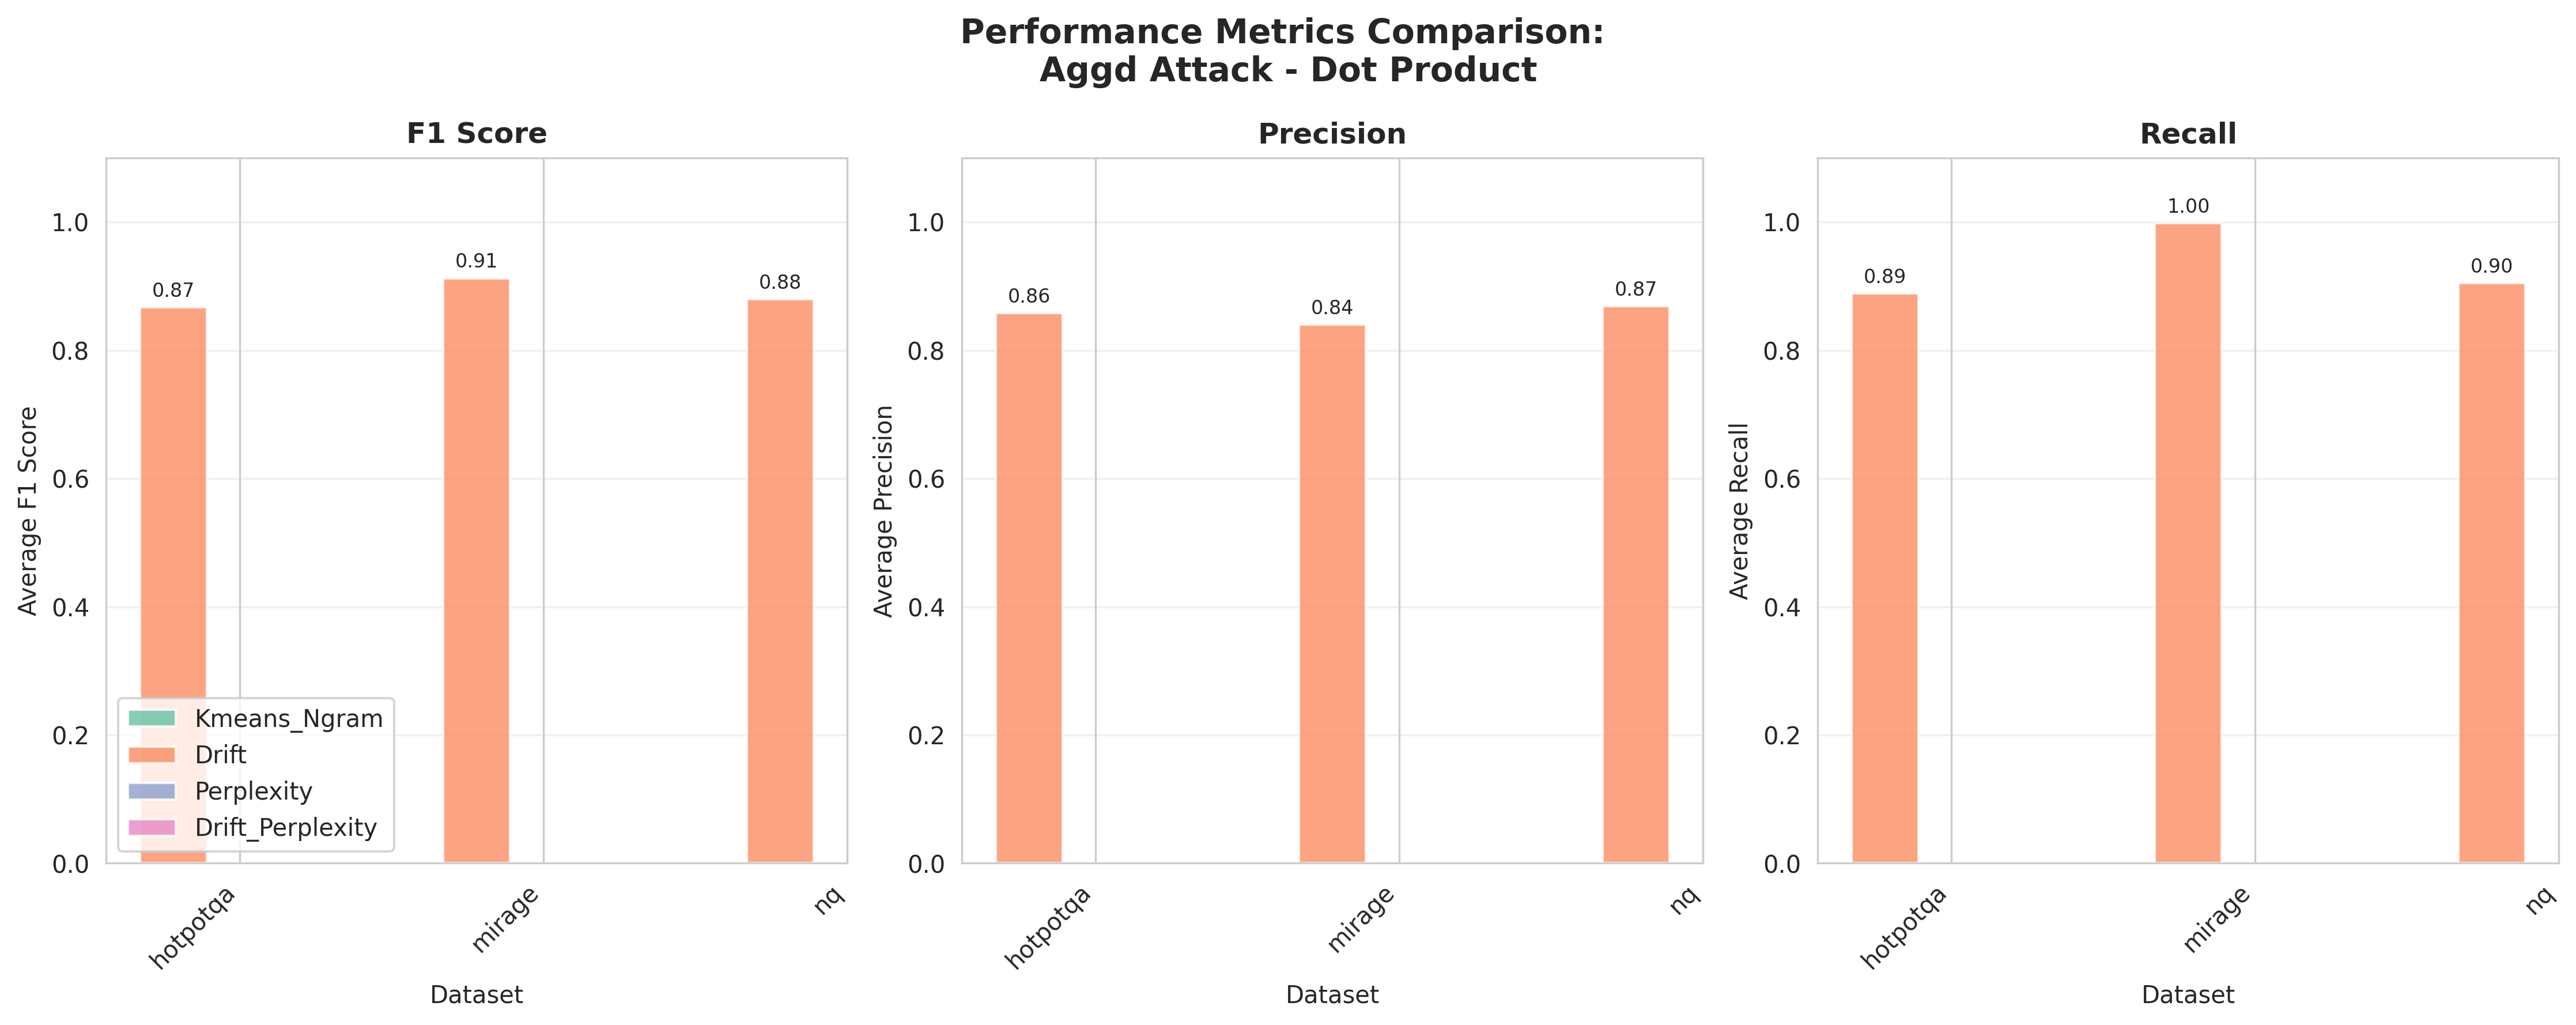 Performance Metrics Comparison:
Aggd Attack - Dot Product
F1 Score
Average F1 Score
1.0
0.8
0.6
0.4
0.2
0.0
0.87
0.91
0.88
Kmeans_Ngram
Drift
Perplexity
Drift_Perplexity
hotpotqa
mirage
nq
Dataset
Precision
Average Precision
1.0
0.8
0.6
0.4
0.2
0.0
0.86
0.84
0.87
hotpotqa
mirage
nq
Dataset
Recall
Average Recall
1.0
0.8
0.6
0.4
0.2
0.0
0.89
1.00
0.90
hotpotqa
mirage
nq
Dataset